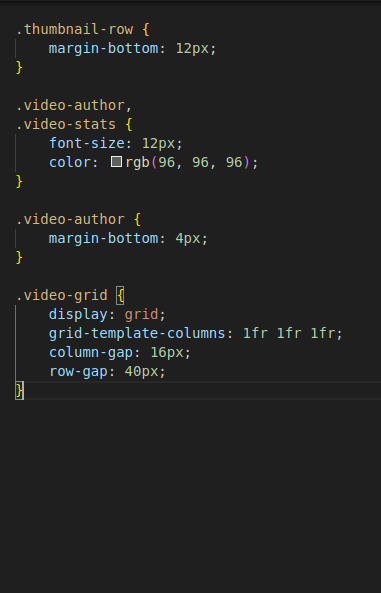 .thumbnail-row {
    margin-bottom: 12px;
}

.video-author,
.video-stats {
    font-size: 12px;
    color: rgb(96, 96, 96);
}

.video-author {
    margin-bottom: 4px;
}

.video-grid {
    display: grid;
    grid-template-columns: 1fr 1fr 1fr;
    column-gap: 16px;
    row-gap: 40px;
}